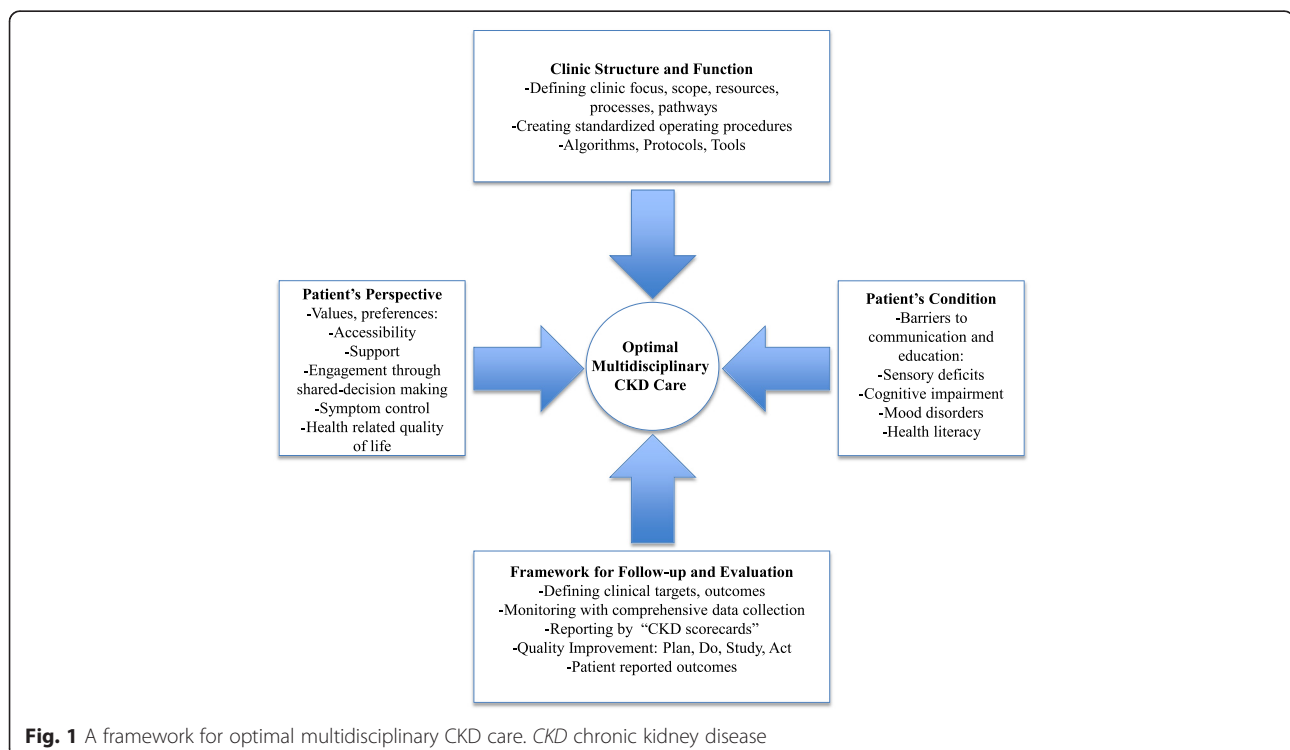 Clinic Structure and Function
-Defining clinic focus, scope, resources,
processes, pathways
-Creating standardized operating procedures
-Algorithms, Protocols, Tools
Patient's Perspective
-Values, preferences:
-Accessibility
-Support
-Engagement through
shared-decision making
-Symptom control
-Health related quality
of life
Optimal
Multidisciplinary
CKD Care
Patient's Condition
-Barriers to
communication and
education:
-Sensory deficits
-Cognitive impairment
-Mood disorders
-Health literacy
Framework for Follow-up and Evaluation
-Defining clinical targets, outcomes
-Monitoring with comprehensive data collection
-Reporting by “CKD scorecards”
-Quality Improvement: Plan, Do, Study, Act
-Patient reported outcomes
Fig. 1 A framework for optimal multidisciplinary CKD care. CKD chronic kidney disease